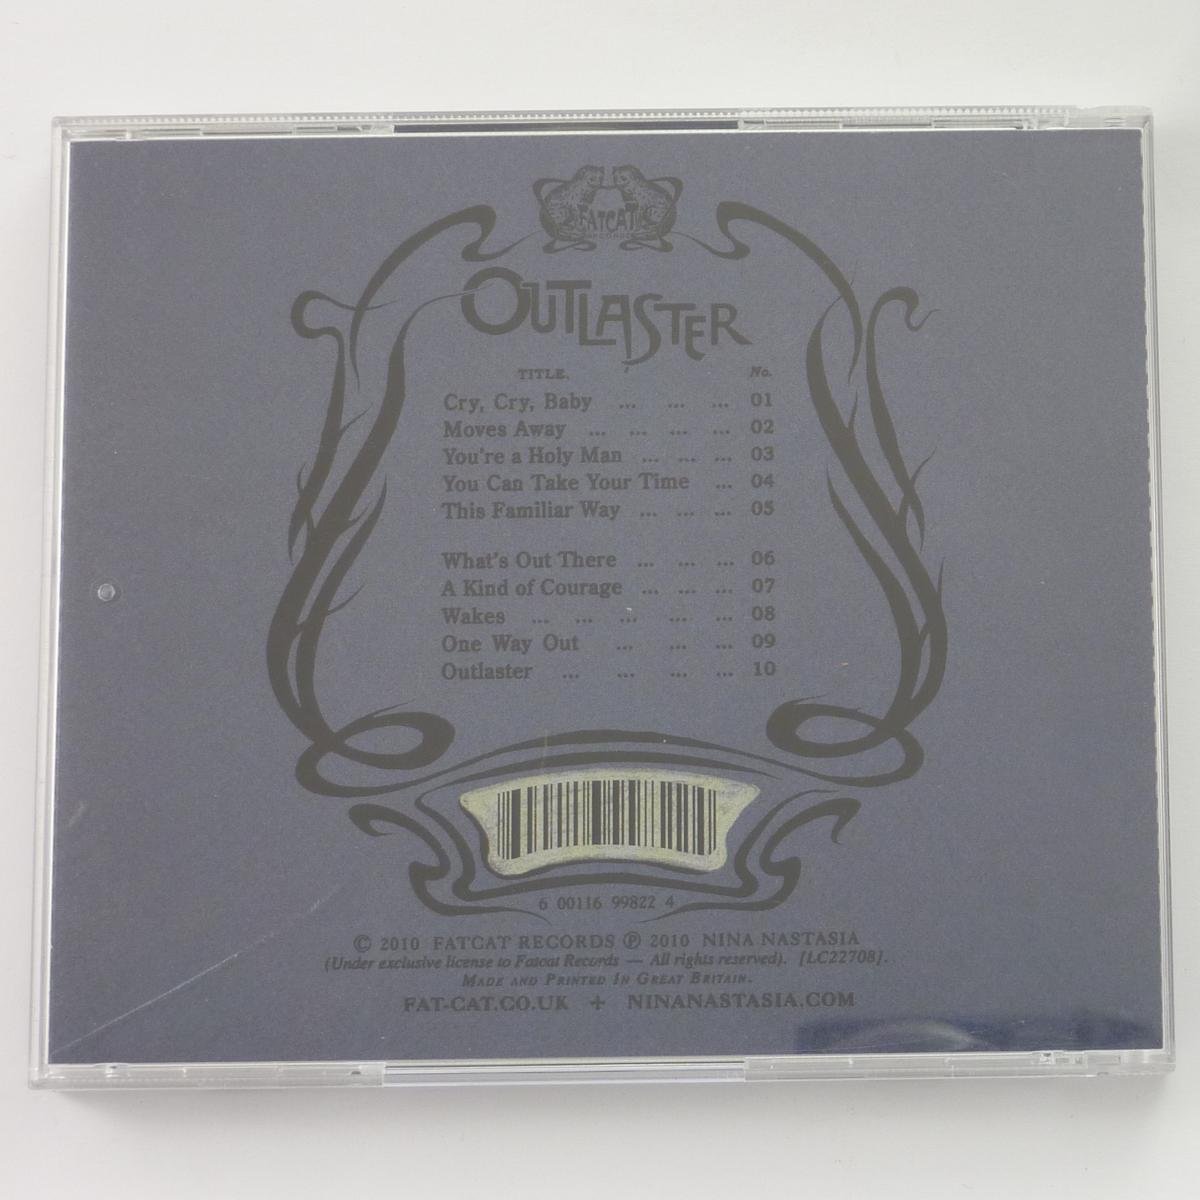 FATCAT
RECORDS
OUTLASTER
TITLE. No.
Cry, Cry, Baby ... ... ... 01
Moves Away ... ... ... ... 02
You're a Holy Man ... ... ... 03
You Can Take Your Time ... 04
This Familiar Way ... ... ... 05
What's Out There ... ... ... 06
A Kind of Courage ... ... ... 07
Wakes ... ... ... ... ... 08
One Way Out ... ... ... 09
Outlaster ... ... ... ... 10
6 00116 99822 4
© 2010 FATCAT RECORDS ℗ 2010 NINA NASTASIA
(Under exclusive license to Fatcat Records — All rights reserved). [LC22708].
MADE AND PRINTED IN GREAT BRITAIN.
FAT-CAT.CO.UK + NINANASTASIA.COM